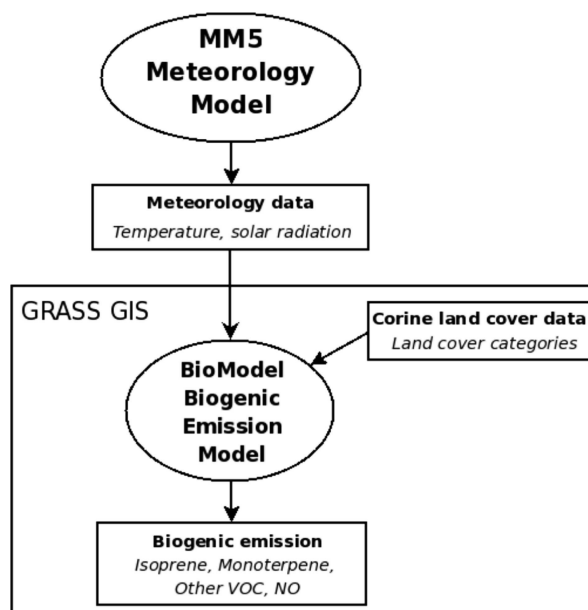 MM5
Meteorology
Model
Meteorology data
Temperature, solar radiation
GRASS GIS
Corine land cover data
Land cover categories
BioModel
Biogenic
Emission
Model
Biogenic emission
Isoprene, Monoterpene,
Other VOC, NO